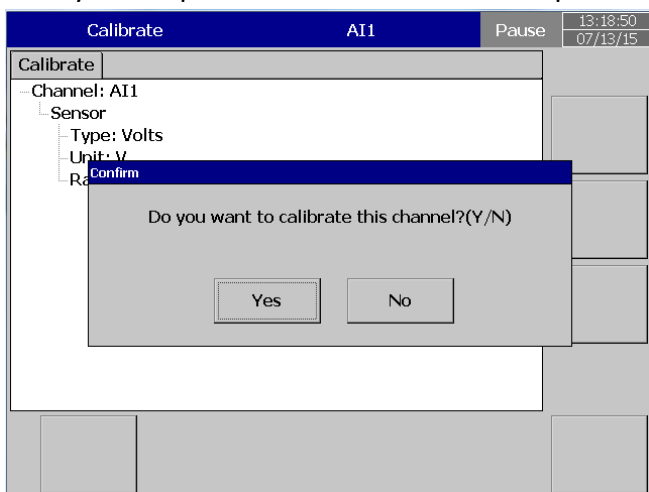 Calibrate AI1 Pause 13:18:50
07/13/15
Calibrate
Channel: AI1
Sensor
Type: Volts
Unit: V
Confirm
Do you want to calibrate this channel?(Y/N)
Yes No